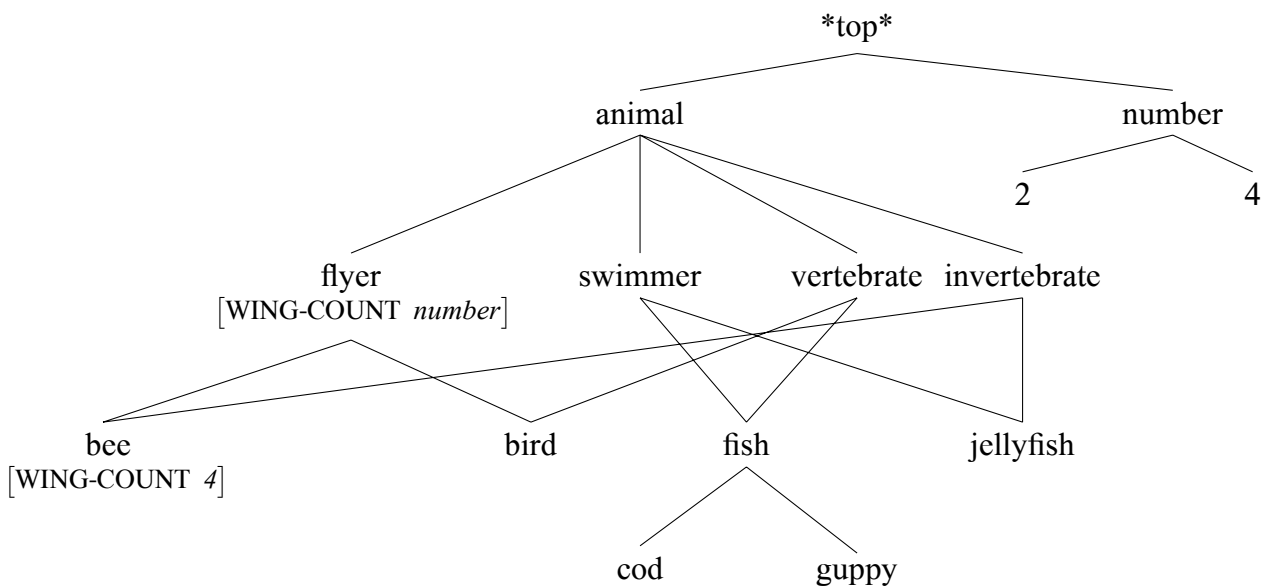 *top*
animal number
2 4
flyer swimmer vertebrate invertebrate
[WING-COUNT number]
bee bird fish jellyfish
[WING-COUNT 4]
cod guppy